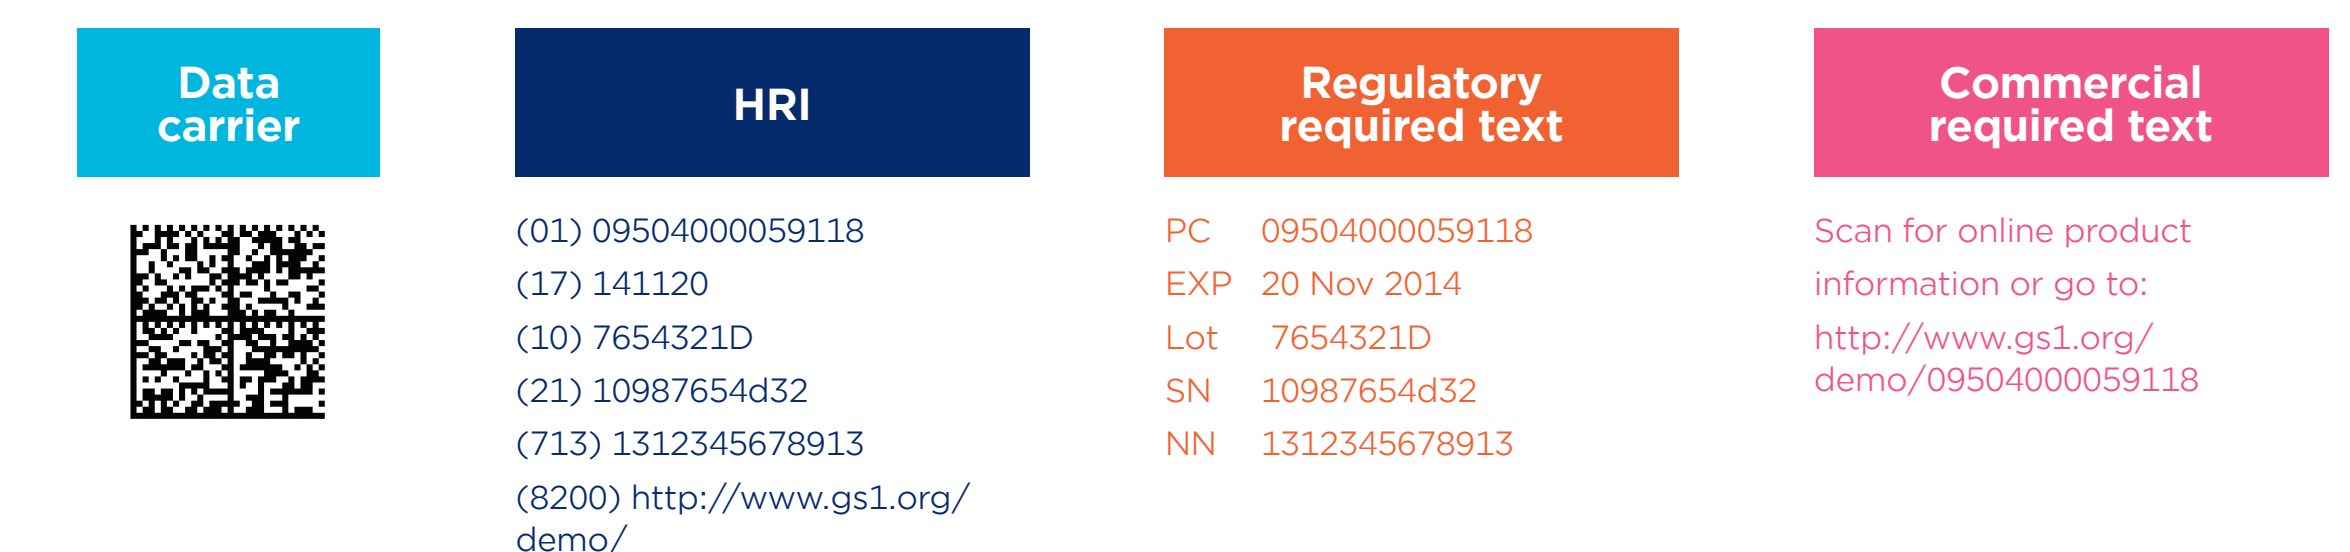 Data
carrier
HRI
(01) 09504000059118
(17) 141120
(10) 7654321D
(21) 10987654d32
(713) 1312345678913
(8200) http://www.gs1.org/
demo/
Regulatory
required text
PC 09504000059118
EXP 20 Nov 2014
Lot 7654321D
SN 10987654d32
NN 1312345678913
Commercial
required text
Scan for online product
information or go to:
http://www.gs1.org/
demo/09504000059118